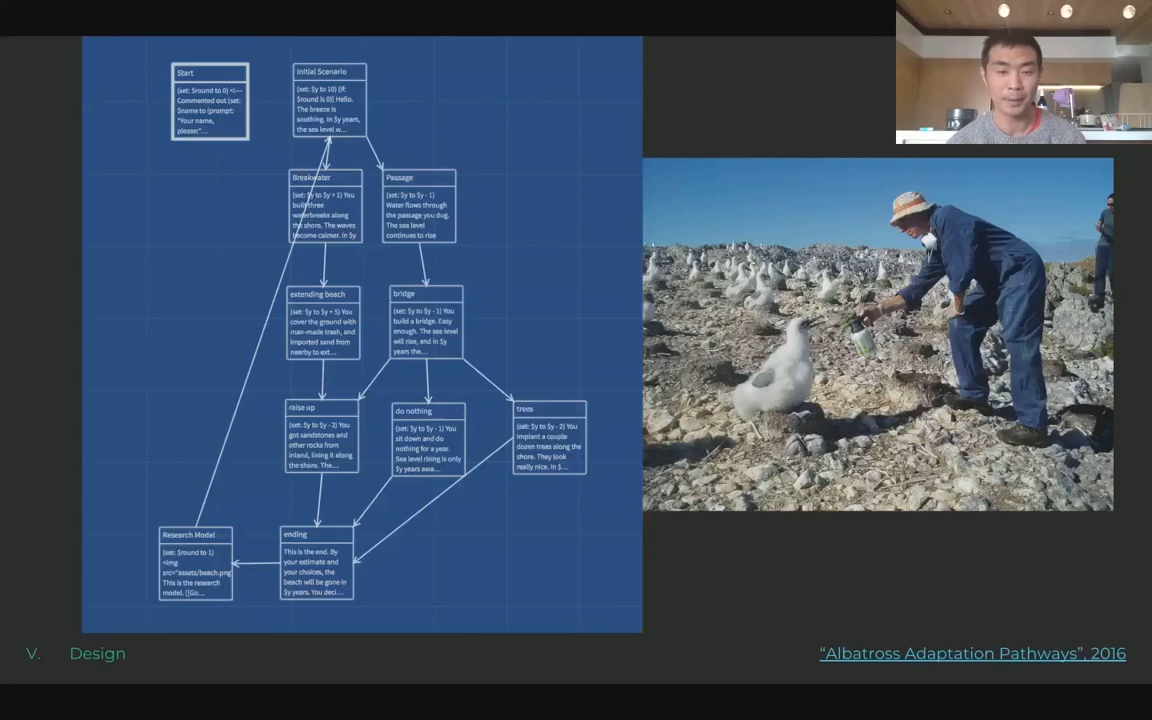 Start
(set: $round to 0) <!--
Commented out (set:
$name to (prompt:
"Your name,
please:"...
Initial Scenario
(set: $y to 10) (if:
$round is 0)[ Hello.
The breeze is
soothing, in $y years,
the sea level w...
Breakwater
(set: $y to $y + 1) You
built three
waterbreaks along
the shore. The waves
become calmer. In $y
Passage
(set: $y to $y - 1)
Water flows through
the passage you dug.
The sea level
continues to rise
extending beach
(set: $y to $y + 5) You
cover the ground with
man-made trash, and
imported sand from
nearby to ext...
bridge
(set: $y to $y - 1) You
build a bridge. Easy
enough. The sea level
will rise, and in $y
years the...
raise up
(set: $y to $y - 2) You
got sandstones and
other rocks from
inland, lining it along
the shore. The...
do nothing
(set: $y to $y - 1) You
sit down and do
nothing for a year.
Sea level rising is only
$y years awa...
trees
(set: $y to $y - 2) You
implant a couple
dozen trees along the
shore. They look
really nice. In $...
Research Model
(set: $round to 1)
<img
src="assets/beach.png
This is the research
model. [[Go...
ending
This is the end. By
your estimate and
your choices, the
beach will be gone in
$y years. You deci...
V. Design
"Albatross Adaptation Pathways", 2016